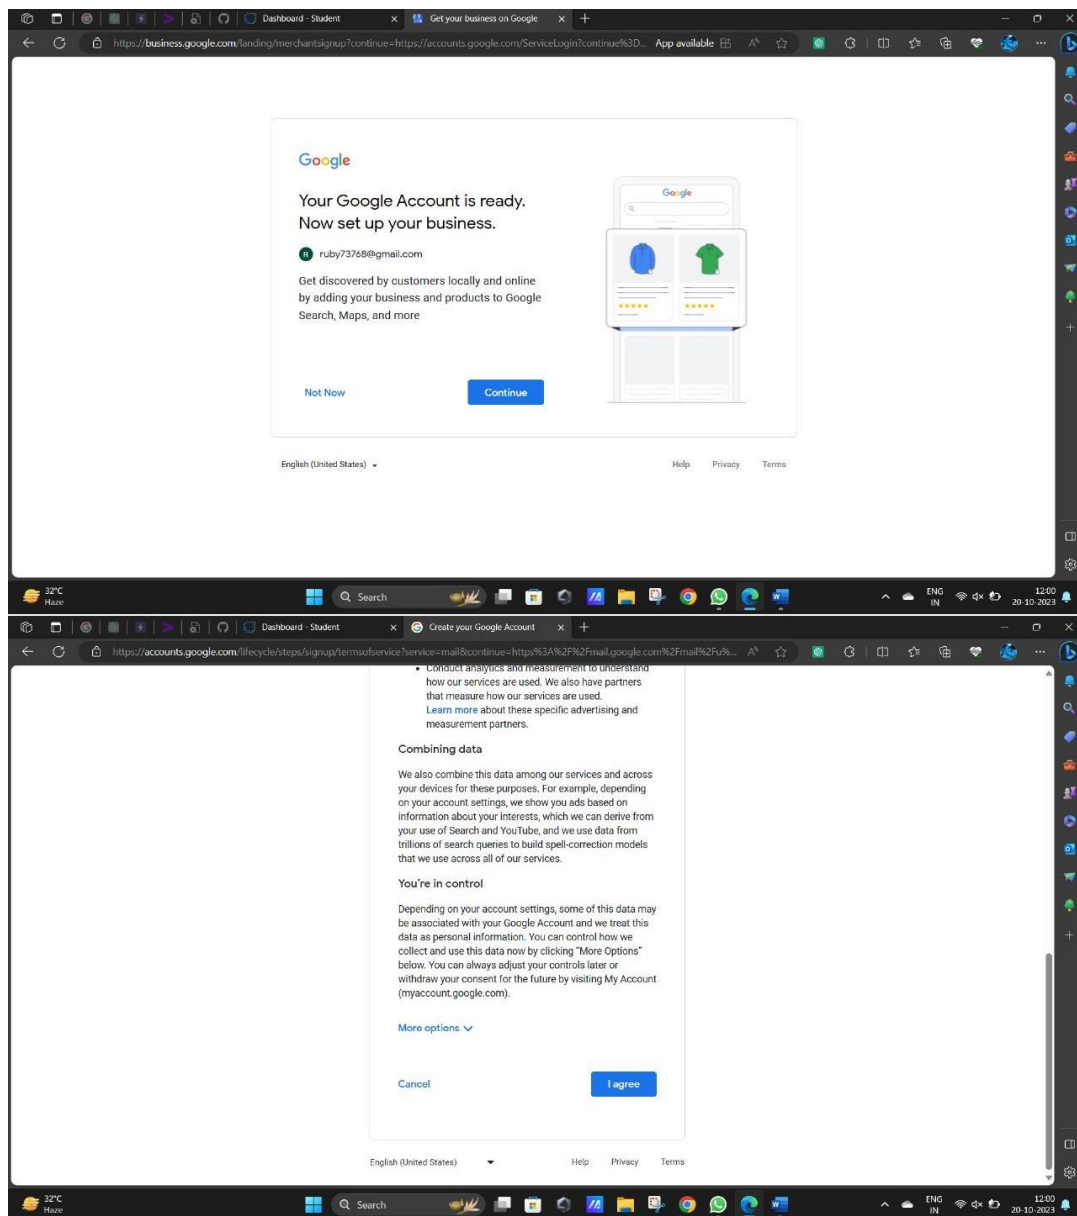 Dashboard - Student
Get your business on Google
https://business.google.com/landing/merchantsignup?continue=https://accounts.google.com/ServiceLogin?continue%3D...
App available
Google
Your Google Account is ready.
Now set up your business.
R ruby73768@gmail.com
Get discovered by customers locally and online
by adding your business and products to Google
Search, Maps, and more
Google
Not Now
Continue
English (United States)
Help Privacy Terms
32°C
Haze
Search
ENG
IN
12:00
20-10-2023
Dashboard - Student
Create your Google Account
https://accounts.google.com/lifecycle/steps/signup/termsofservice?service=mail&continue=https%3A%2F%2Fmail.google.com%2Fmail%2Fu%...
• Conduct analytics and measurement to understand
how our services are used. We also have partners
that measure how our services are used.
Learn more about these specific advertising and
measurement partners.
Combining data
We also combine this data among our services and across
your devices for these purposes. For example, depending
on your account settings, we show you ads based on
information about your interests, which we can derive from
your use of Search and YouTube, and we use data from
trillions of search queries to build spell-correction models
that we use across all of our services.
You're in control
Depending on your account settings, some of this data may
be associated with your Google Account and we treat this
data as personal information. You can control how we
collect and use this data now by clicking "More Options"
below. You can always adjust your controls later or
withdraw your consent for the future by visiting My Account
(myaccount.google.com).
More options
Cancel
I agree
English (United States)
Help Privacy Terms
32°C
Haze
Search
ENG
IN
12:00
20-10-2023